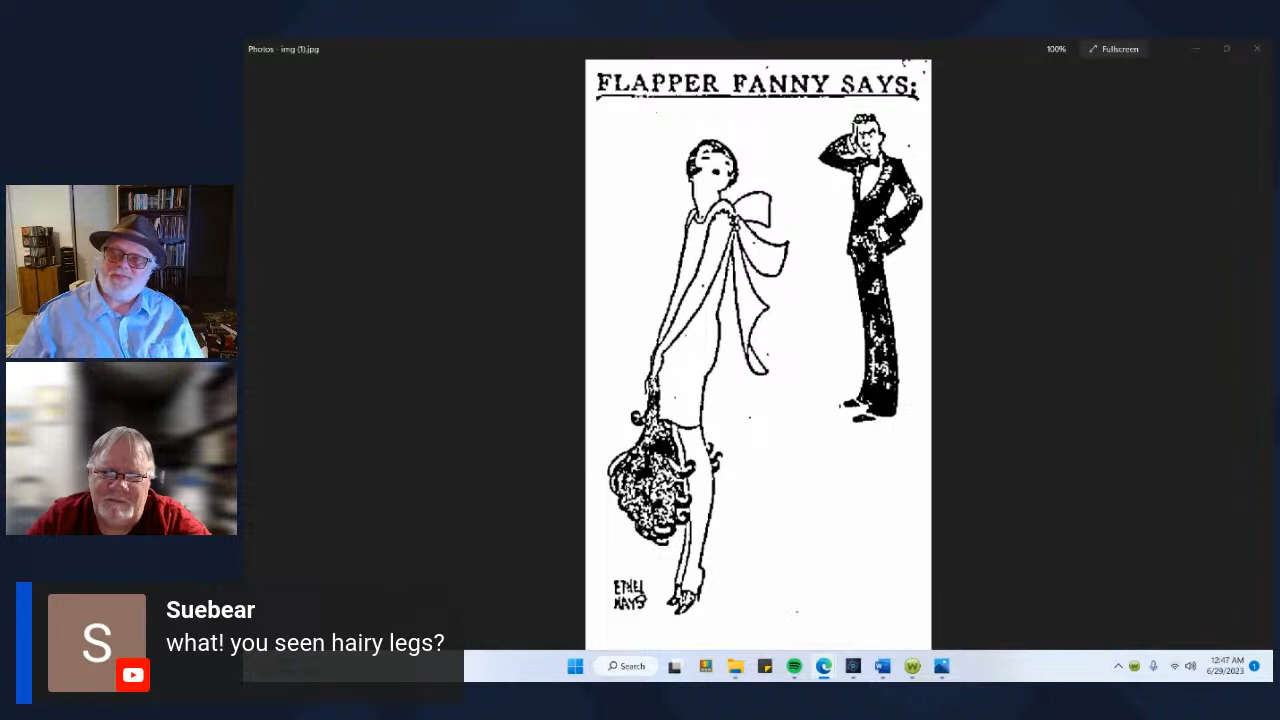 Photos - img (1).jpg
100%
Fullscreen
FLAPPER FANNY SAYS:
ETHEL
HAYS
S
Suebear
what! you seen hairy legs?
Search
12:47 AM
6/29/2023
1